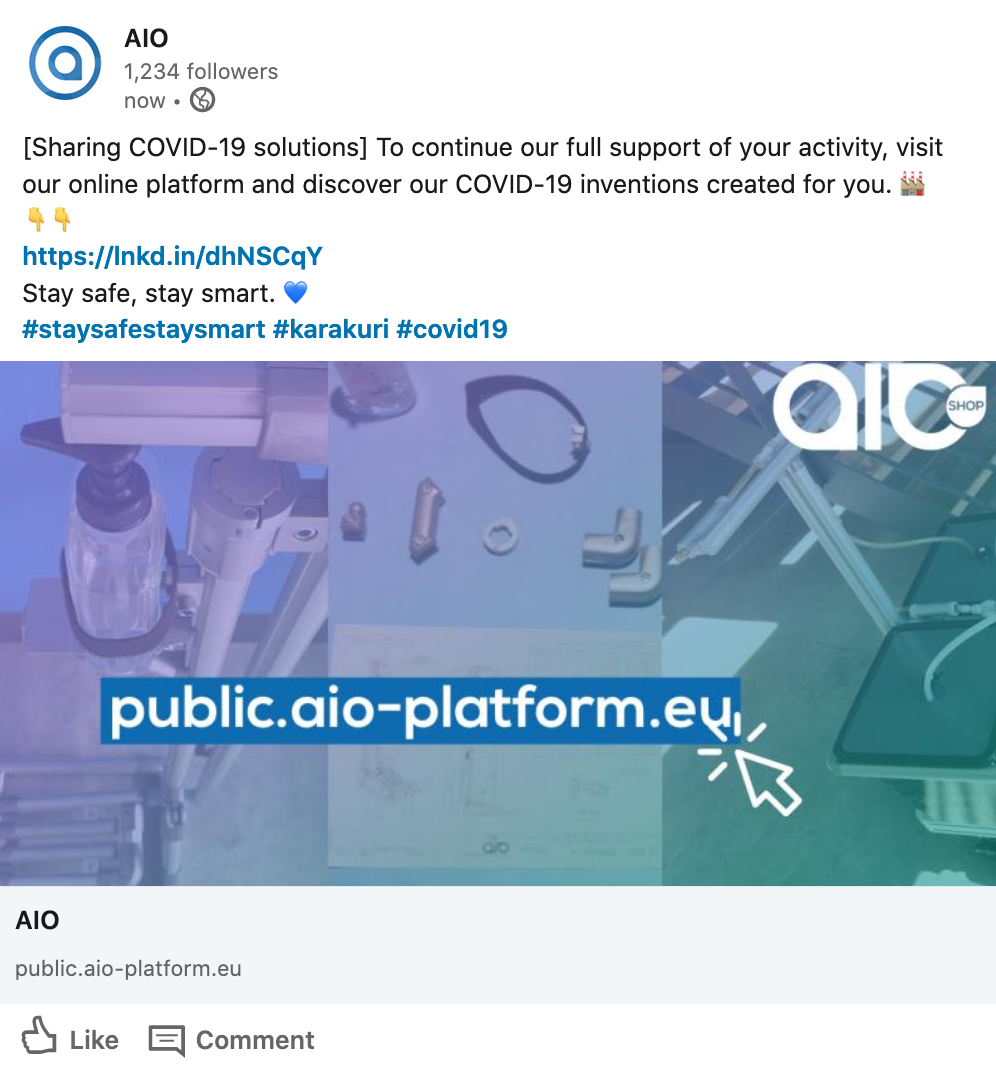 AIO
1,234 followers
now •
[Sharing COVID-19 solutions] To continue our full support of your activity, visit
our online platform and discover our COVID-19 inventions created for you. 🏭
👇👇
https://lnkd.in/dhNSCqY
Stay safe, stay smart. 💙
#staysafestaysmart #karakuri #covid19
aio
SHOP
public.aio-platform.eu
aio
AIO
public.aio-platform.eu
Like Comment